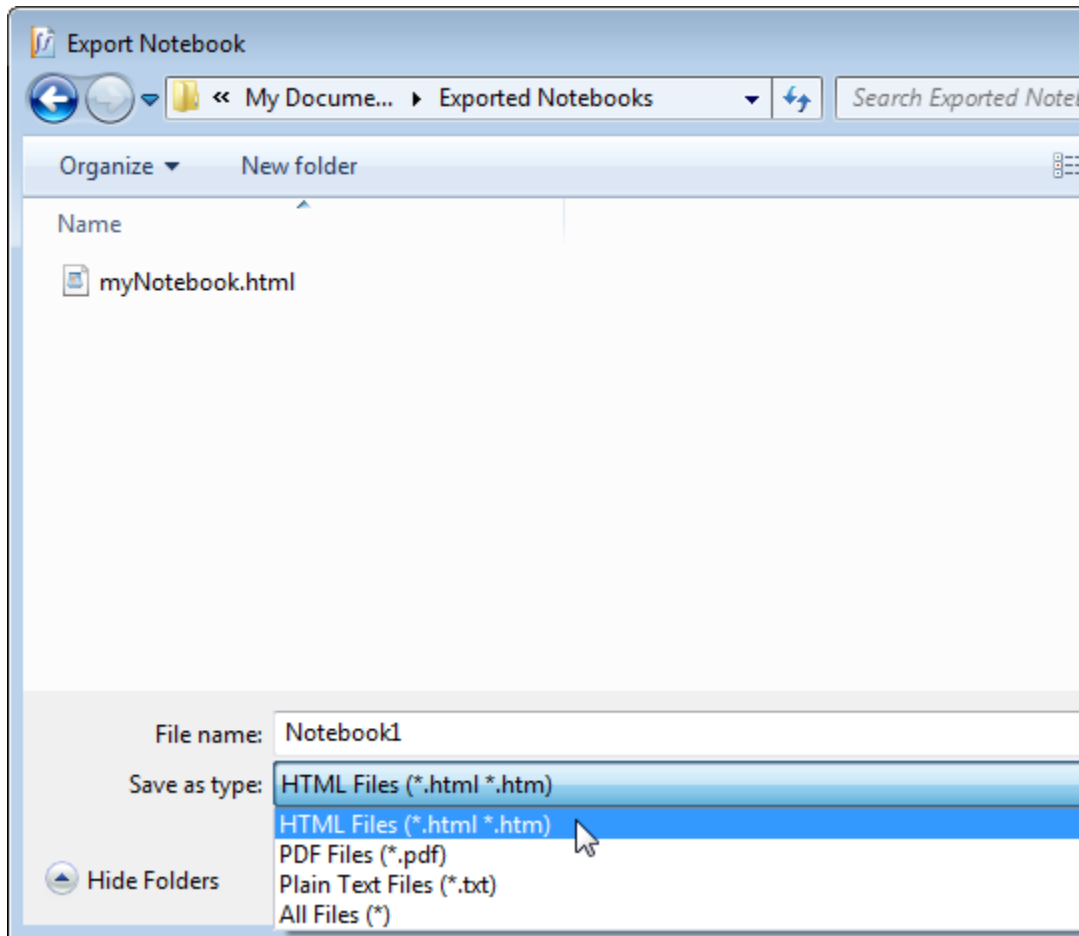 Export Notebook
« My Docume... Exported Notebooks Search Exported
Organize New folder
Name
myNotebook.html
File name: Notebook1
Save as type: HTML Files (*.html *.htm)
HTML Files (*.html *.htm)
PDF Files (*.pdf)
Plain Text Files (*.txt)
All Files (*)
Hide Folders